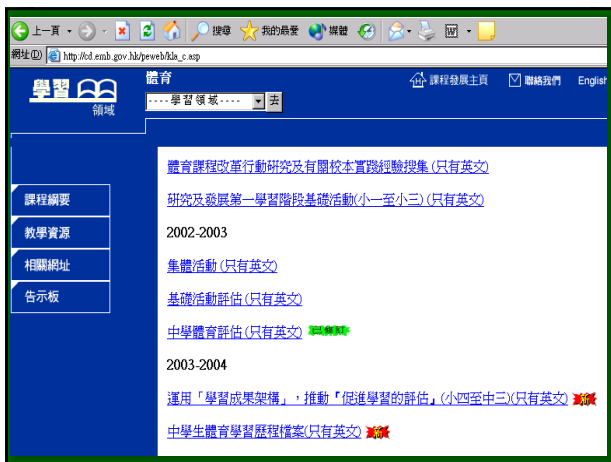 上一頁
搜尋
我的最愛
媒體
網址(D)
http://cd.emb.gov.hk/peweb/kla_c.asp
學習
領域
體育
課程發展主頁
聯絡我們
English
----學習領域----
去
課程綱要
教學資源
相關網址
告示板
體育課程改革行動研究及有關校本實踐經驗搜集 (只有英文)
研究及發展第一學習階段基礎活動(小一至小三) (只有英文)
2002-2003
集體活動 (只有英文)
基礎活動評估 (只有英文)
中學體育評估 (只有英文)
2003-2004
運用「學習成果架構」，推動『促進學習的評估』(小四至中三)(只有英文)
新
中學生體育學習歷程檔案(只有英文)
新